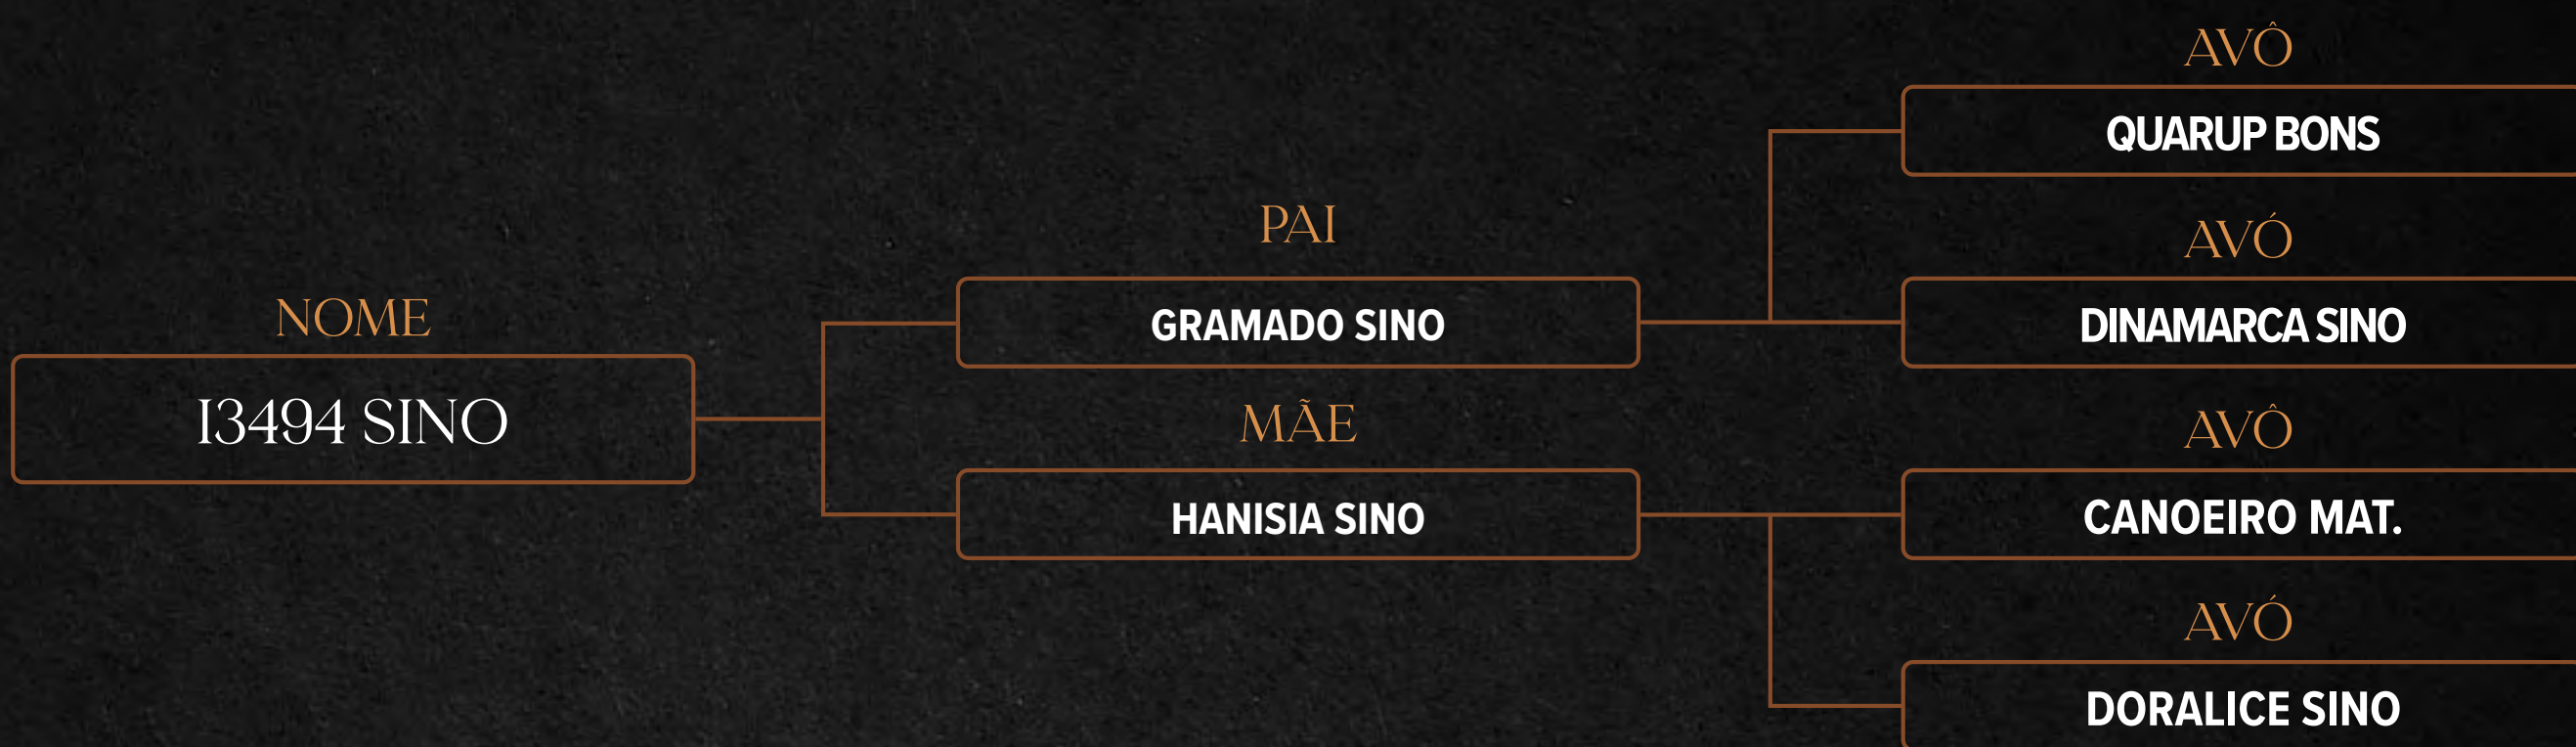 NOME
I3494 SINO
PAI
GRAMADO SINO
MÃE
HANISIA SINO
AVÔ
QUARUP BONS
AVÓ
DINAMARCA SINO
AVÔ
CANOEIRO MAT.
AVÓ
DORALICE SINO